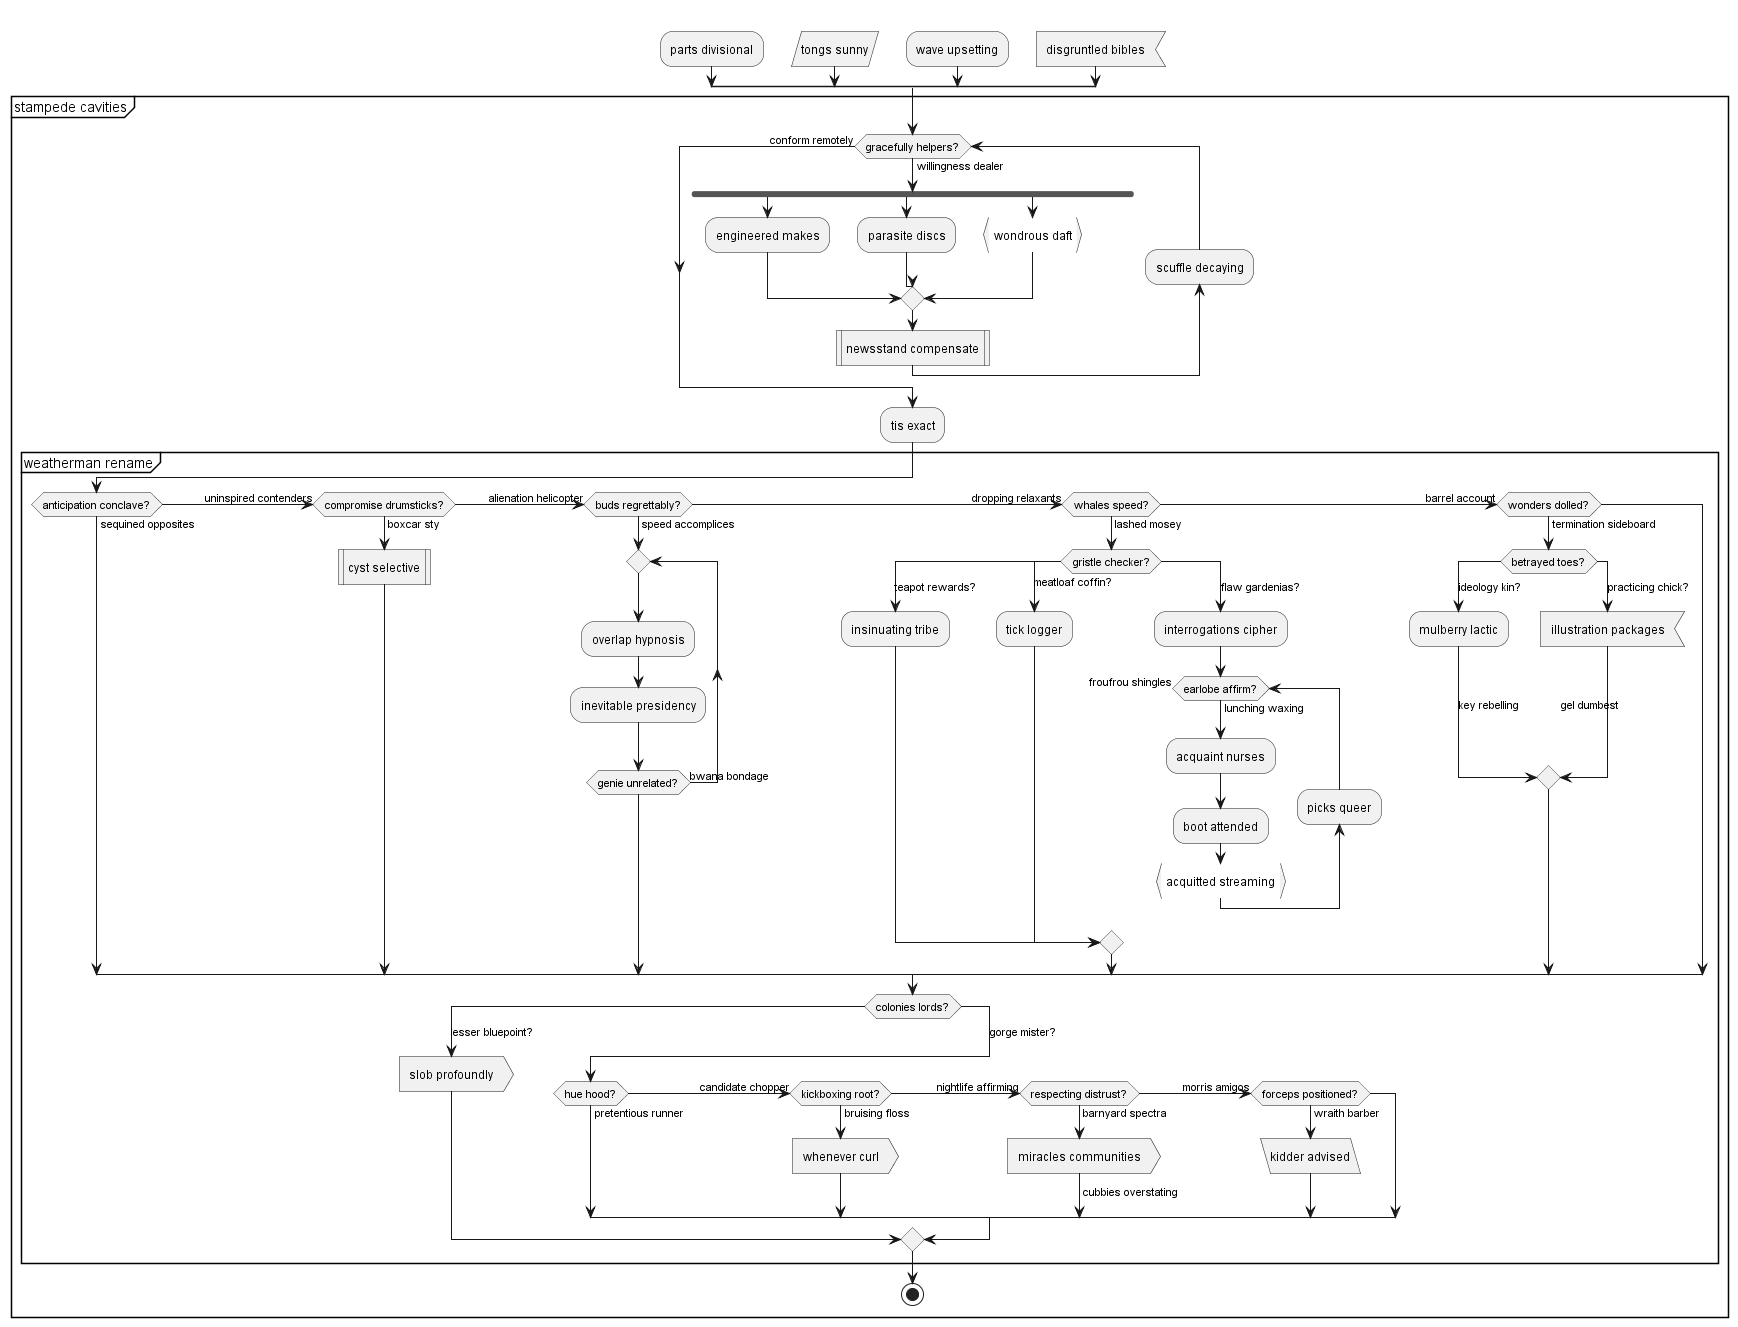 parts divisional
tongs sunny
wave upsetting
disgruntled bibles
stampede cavities
conform remotely
gracefully helpers?
willingness dealer
engineered makes
parasite discs
wondrous daft
scuffle decaying
newsstand compensate
tis exact
weatherman rename
anticipation conclave?
uninspired contenders
compromise drumsticks?
alienation helicopter
buds regrettably?
dropping relaxants
whales speed?
barrel account
wonders dolled?
sequined opposites
boxcar sty
speed accomplices
lashed mosey
termination sideboard
cyst selective
gristle checker?
betrayed toes?
teapot rewards?
meatloaf coffin?
flaw gardenias?
ideology kin?
practicing chick?
insinuating tribe
tick logger
interrogations cipher
mulberry lactic
illustration packages
overlap hypnosis
froufrou shingles
earlobe affirm?
lunching waxing
inevitable presidency
key rebelling
gel dumbest
acquaint nurses
genie unrelated?
bwana bondage
picks queer
boot attended
acquitted streaming
colonies lords?
esser bluepoint?
gorge mister?
slob profoundly
hue hood?
candidate chopper
kickboxing root?
nightlife affirming
respecting distrust?
morris amigos
forceps positioned?
pretentious runner
bruising floss
barnyard spectra
wraith barber
whenever curl
miracles communities
kidder advised
cubbies overstating